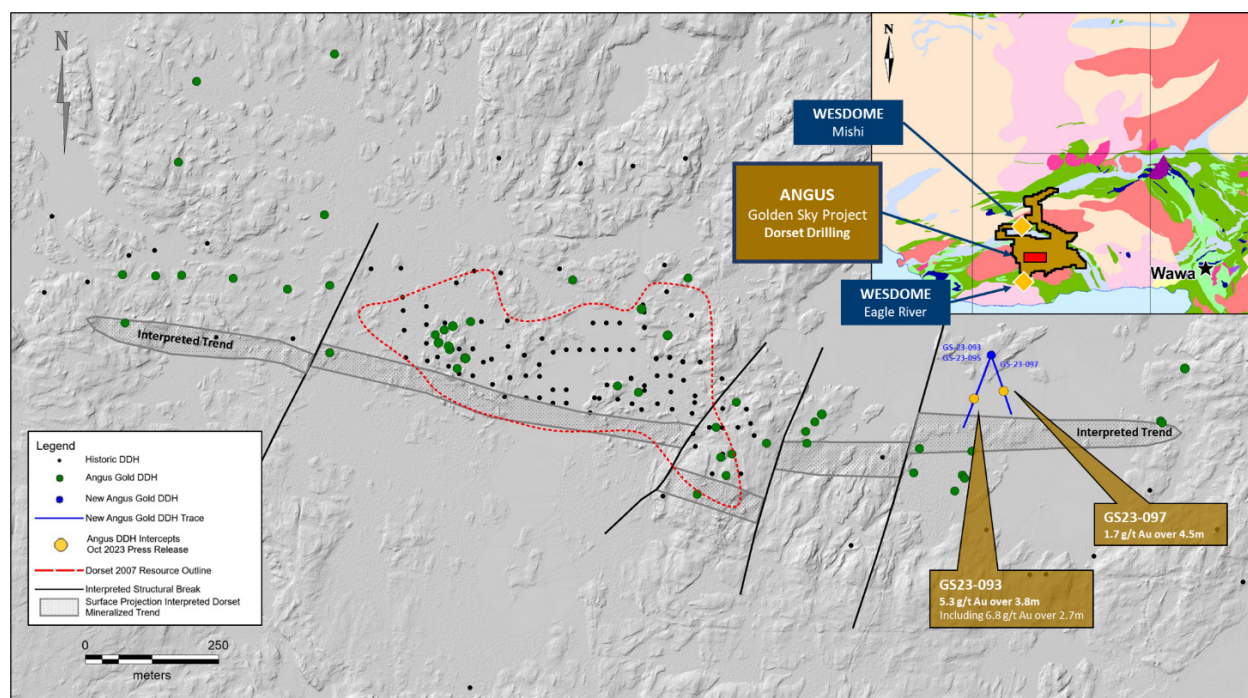 N
N
WESDOME
Mishi
ANGUS
Golden Sky Project
Dorset Drilling
Wawa
WESDOME
Eagle River
Interpreted Trend
GS-23-093
GS-23-095
GS-23-097
Interpreted Trend
GS23-097
1.7 g/t Au over 4.5m
GS23-093
5.3 g/t Au over 3.8m
Including 6.8 g/t Au over 2.7m
Legend
Historic DDH
Angus Gold DDH
New Angus Gold DDH
New Angus Gold DDH Trace
Angus DDH Intercepts
Oct 2023 Press Release
Dorset 2007 Resource Outline
Interpreted Structural Break
Surface Projection Interpreted Dorset
Mineralized Trend
0 250
meters